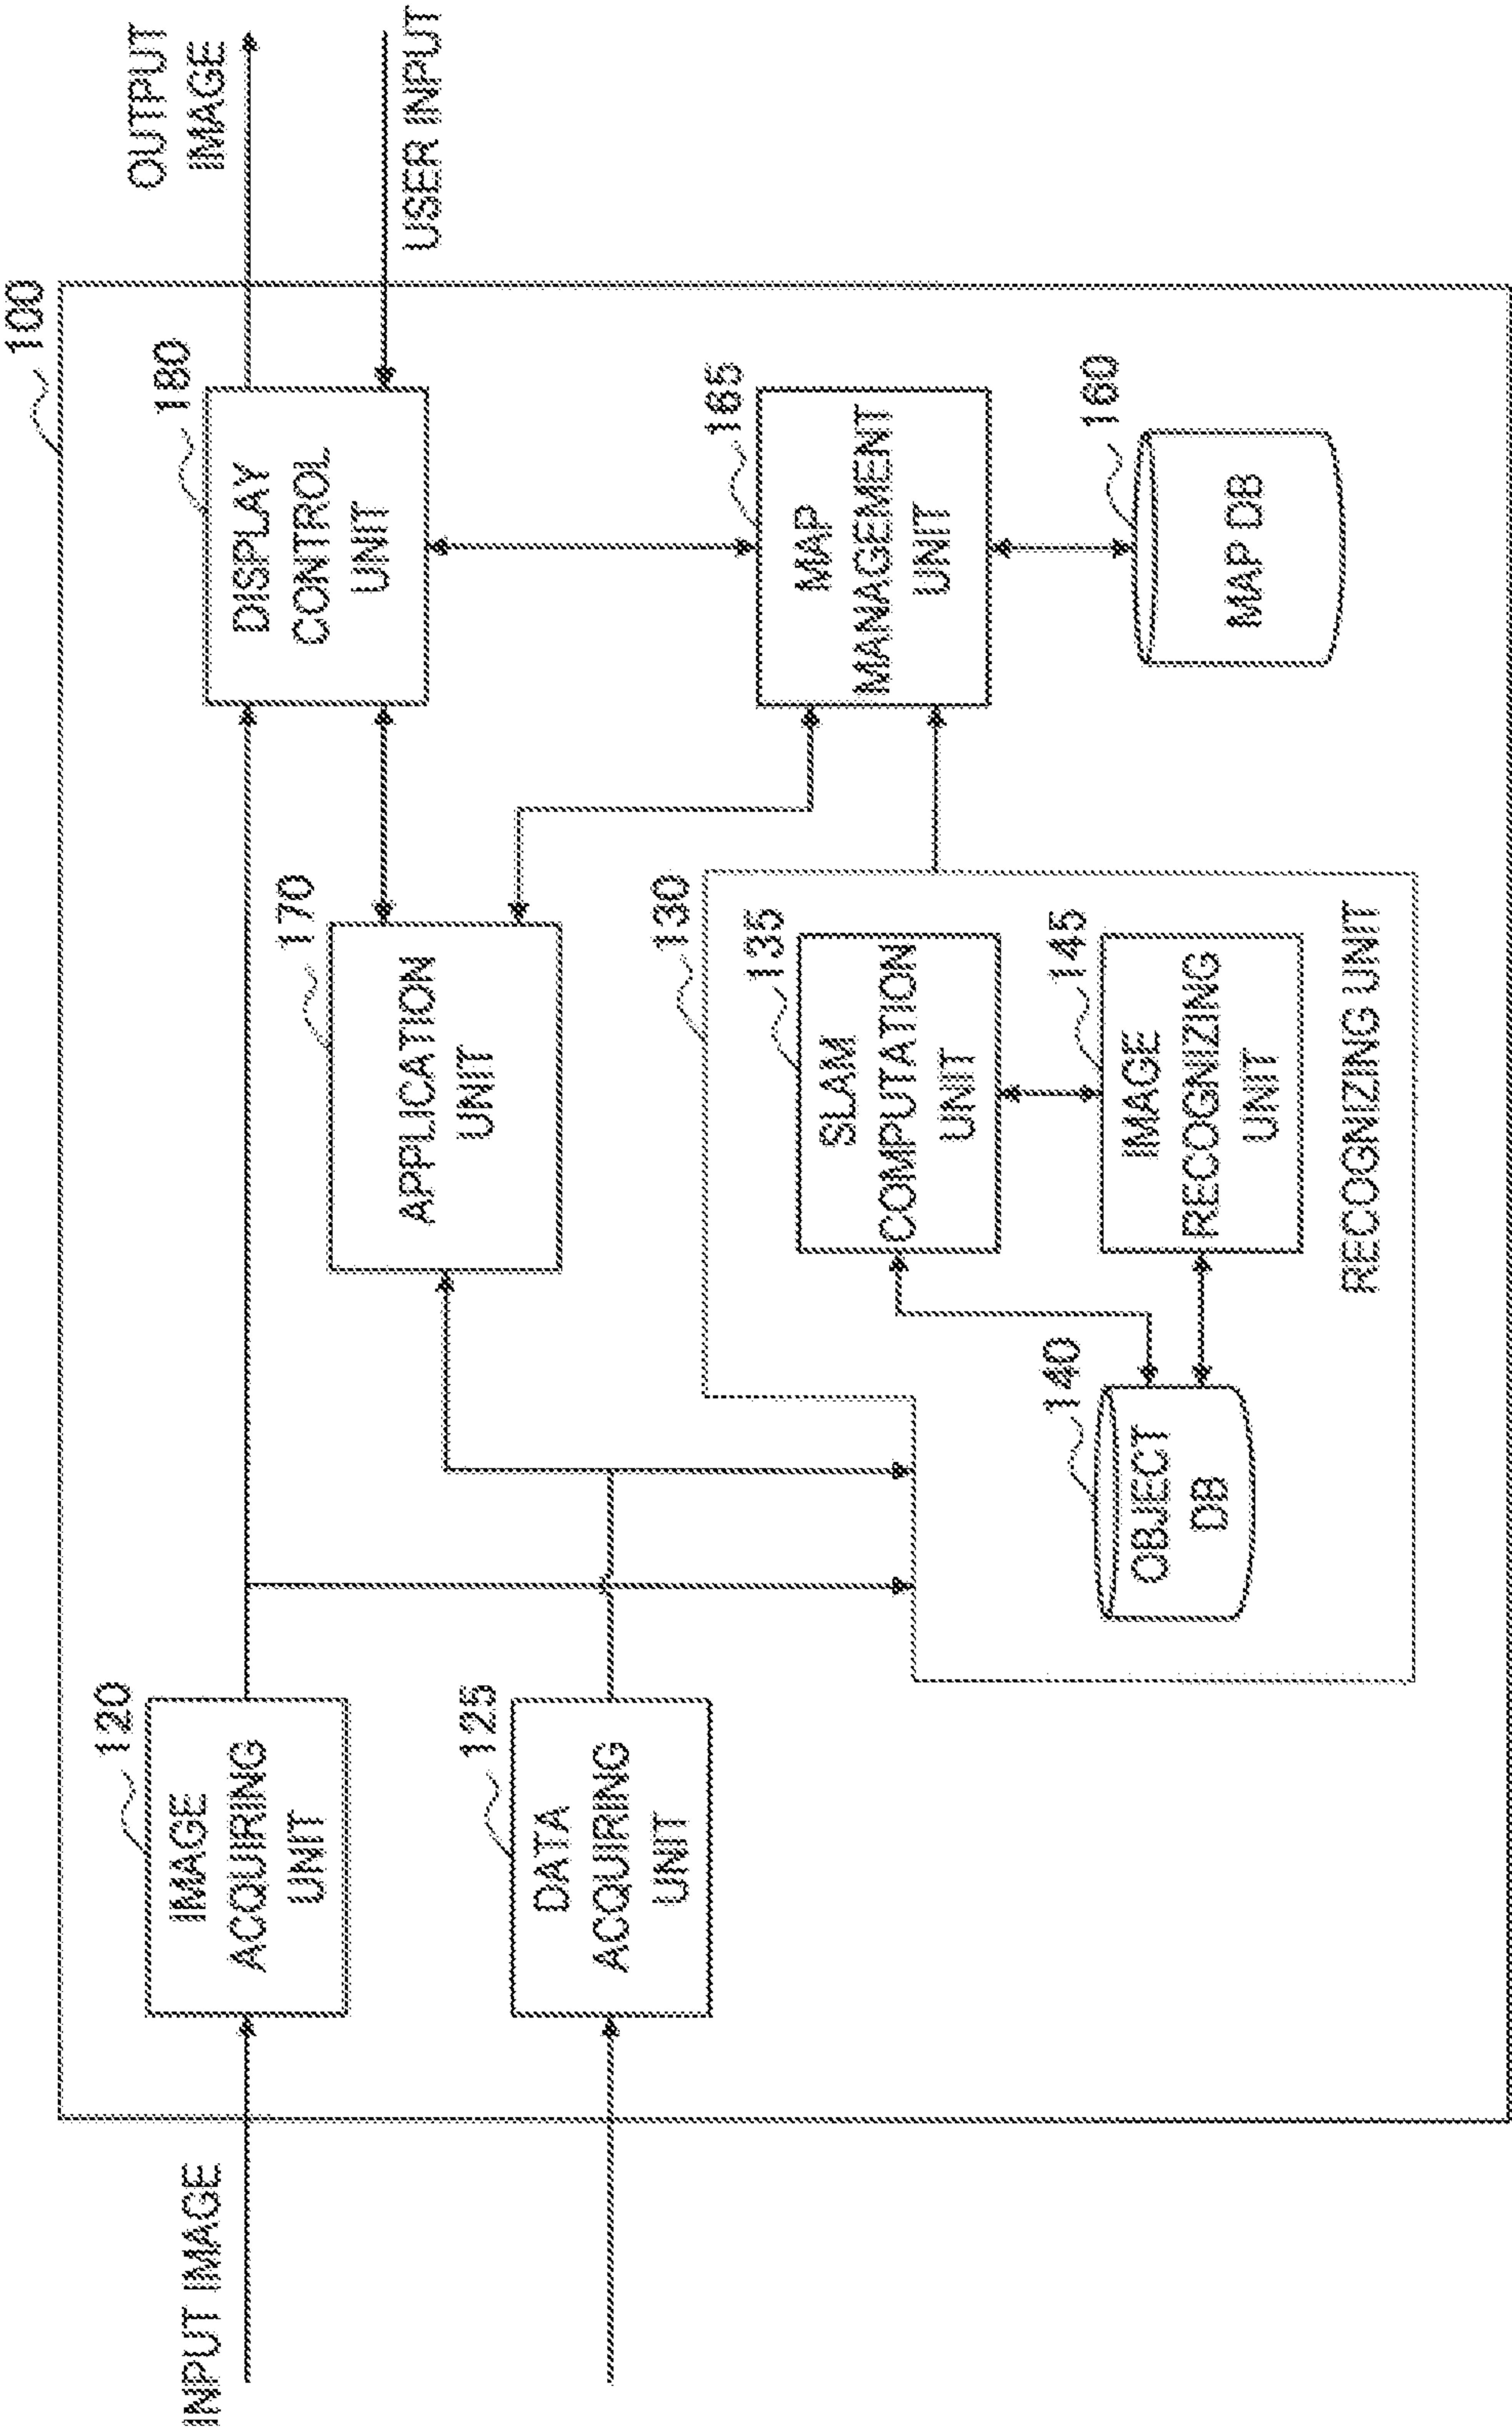 100
INPUT IMAGE
120
IMAGE
ACQUIRING
UNIT
125
DATA
ACQUIRING
UNIT
170
APPLICATION
UNIT
180
DISPLAY
CONTROL
UNIT
OUTPUT
IMAGE
USER INPUT
130
135
SLAM
COMPUTATION
UNIT
140
OBJECT
DB
145
IMAGE
RECOGNIZING
UNIT
RECOGNIZING UNIT
165
MAP
MANAGEMENT
UNIT
160
MAP DB